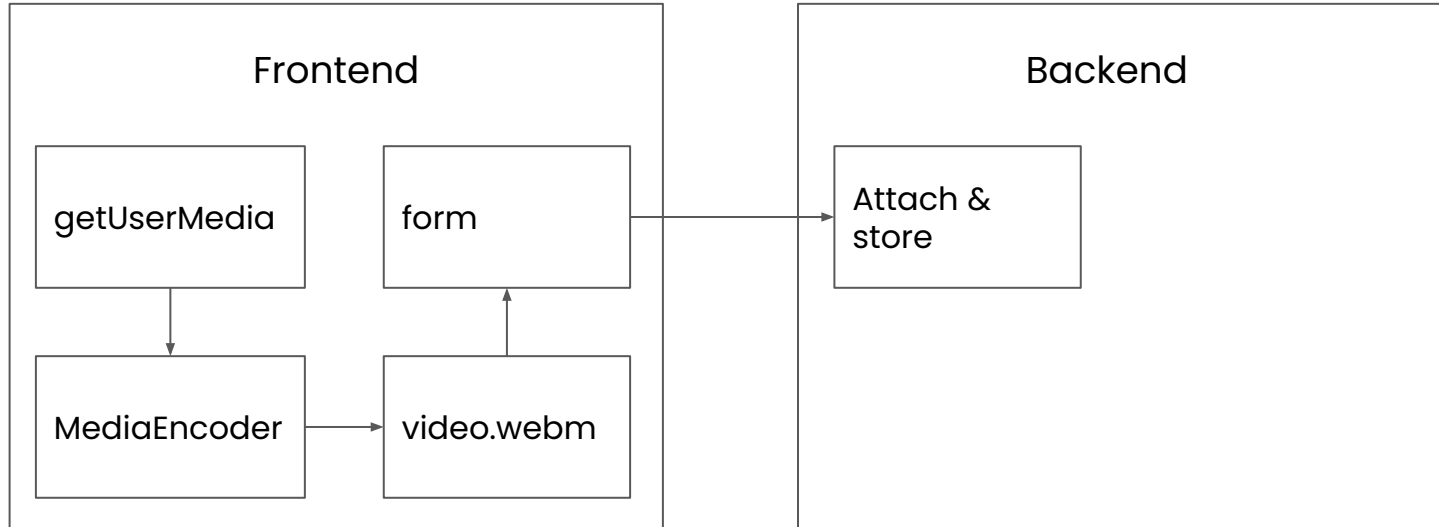 Frontend
Backend
getUserMedia
form
Attach &
store
MediaEncoder
video.webm